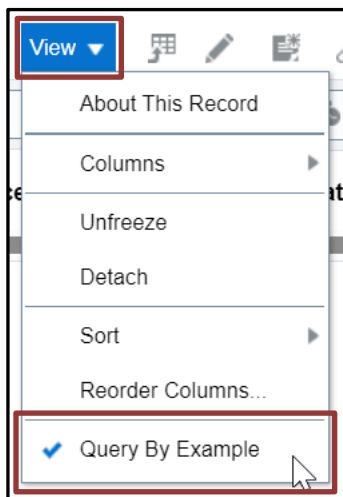 View
About This Record
Columns
Unfreeze
Detach
Sort
Reorder Columns...
Query By Example